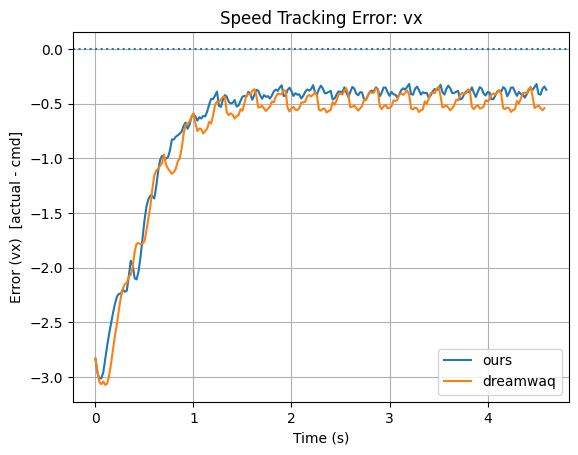 Speed Tracking Error: vx
Error (vx)  [actual - cmd]
0.0
−0.5
−1.0
−1.5
−2.0
−2.5
−3.0
0
1
2
3
4
Time (s)
ours
dreamwaq